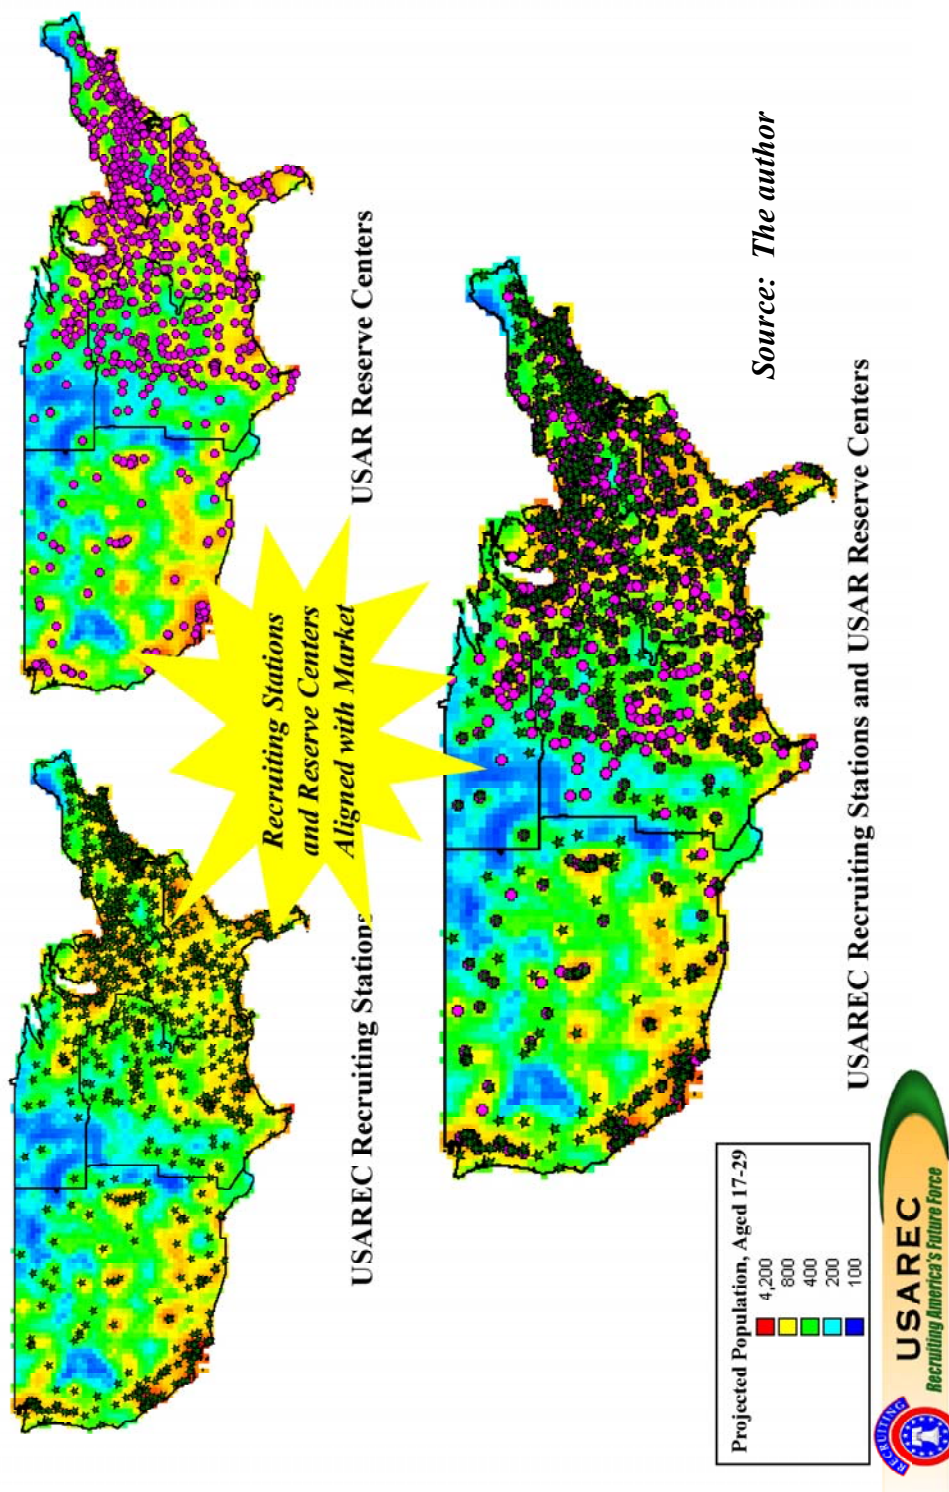 USAREC Recruiting Stations
USAR Reserve Centers
Recruiting Stations
and Reserve Centers
Aligned with Market
USAREC Recruiting Stations and USAR Reserve Centers
Source: The author
Projected Population, Aged 17-29
4,200
800
400
200
100
RECRUITING
USAREC
Recruiting America's Future Force